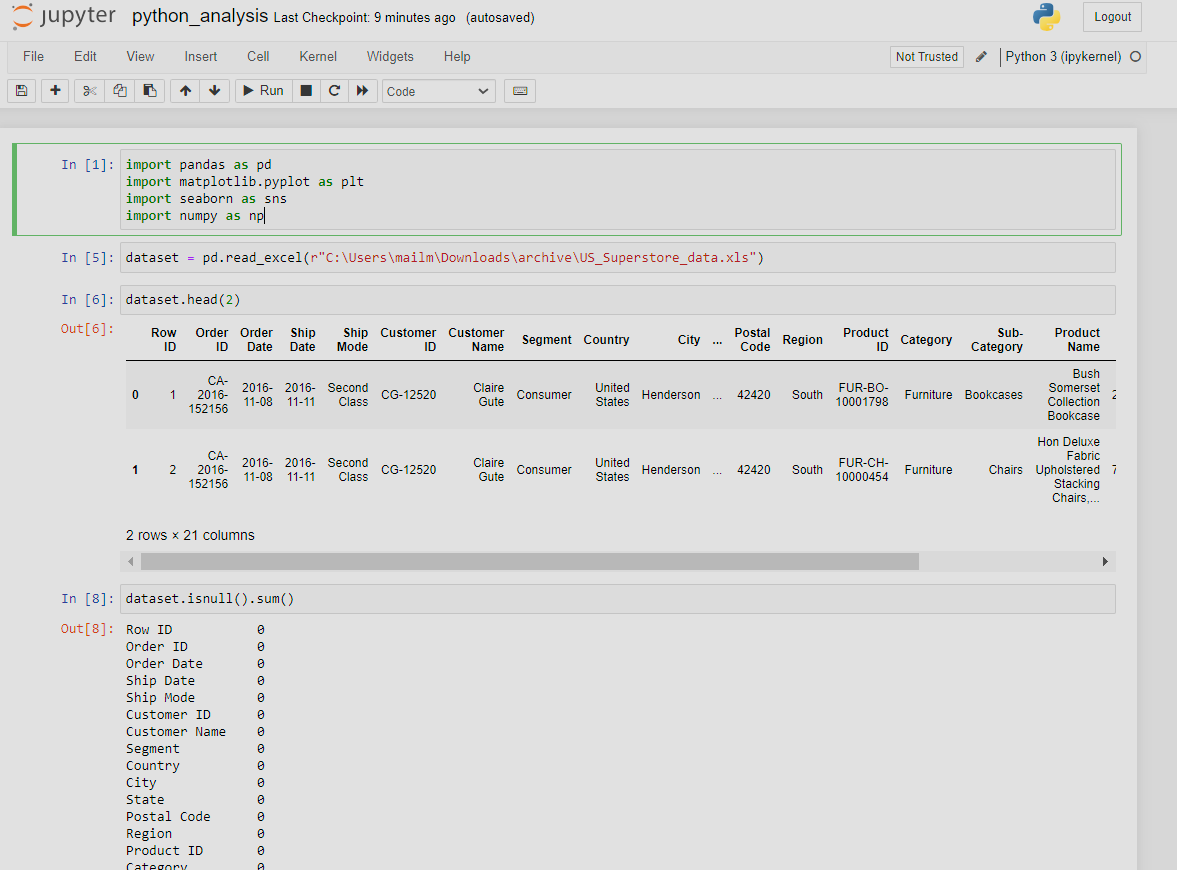 jupyter python_analysis Last Checkpoint: 9 minutes ago (autosaved) Logout
File Edit View Insert Cell Kernel Widgets Help Not Trusted Python 3 (ipykernel)
Run Code
In [1]: import pandas as pd
import matplotlib.pyplot as plt
import seaborn as sns
import numpy as np
In [5]: dataset = pd.read_excel(r"C:\Users\mailm\Downloads\archive\US_Superstore_data.xls")
In [6]: dataset.head(2)
Out[6]:
Row Order Order Ship Ship Customer Customer Segment Country City ... Postal Region Product Category Sub- Product
ID ID Date Date Mode ID Name Code ID Category Name
Bush
CA- Claire United FUR-BO- Somerset
0 1 2016- 2016- 2016- Second CG-12520 Gute Consumer States Henderson ... 42420 South 10001798 Furniture Bookcases Collection 2
152156 11-08 11-11 Class Bookcase
Hon Deluxe
CA- Fabric
1 2 2016- 2016- 2016- Second CG-12520 Claire Consumer United Henderson ... 42420 South FUR-CH- Furniture Chairs Upholstered 7
152156 11-08 11-11 Class Gute States 10000454 Stacking
Chairs,...
2 rows × 21 columns
In [8]: dataset.isnull().sum()
Out[8]: Row ID 0
Order ID 0
Order Date 0
Ship Date 0
Ship Mode 0
Customer ID 0
Customer Name 0
Segment 0
Country 0
City 0
State 0
Postal Code 0
Region 0
Product ID 0
Category 0